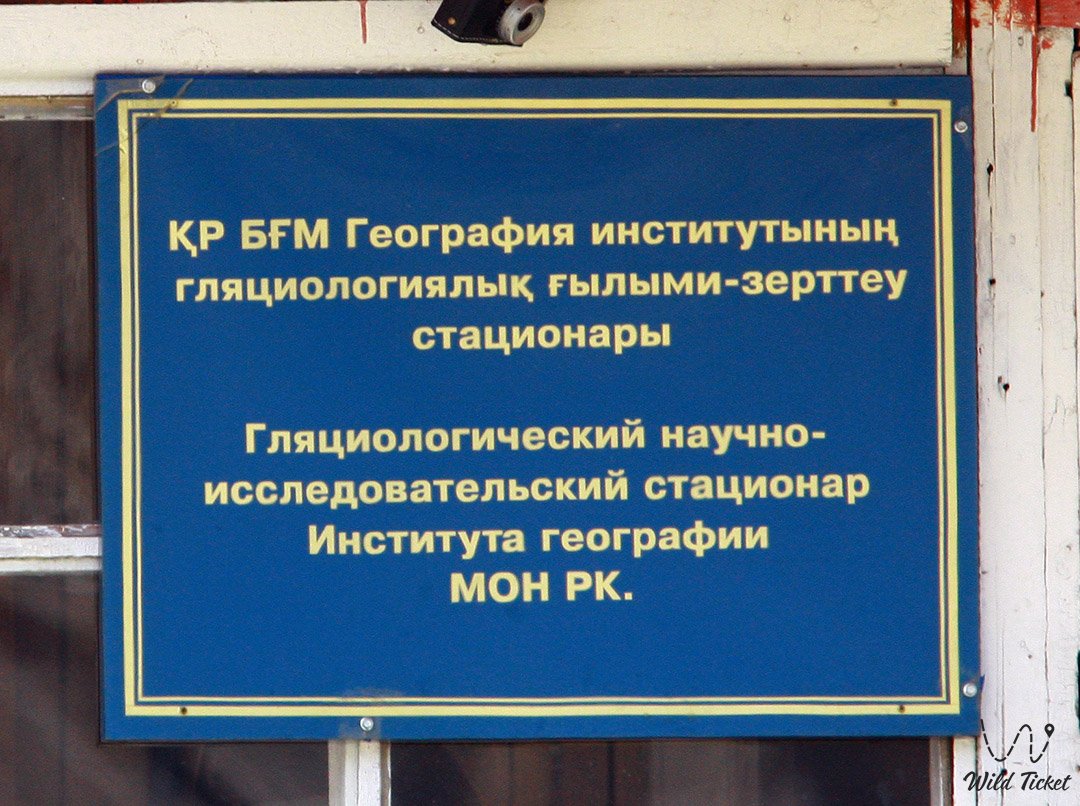 ҚР БҒМ География институтының
гляциологиялық ғылыми-зерттеу
стационары
Гляциологический научно-
исследовательский стационар
Института географии
МОН РК.
Wild Ticket